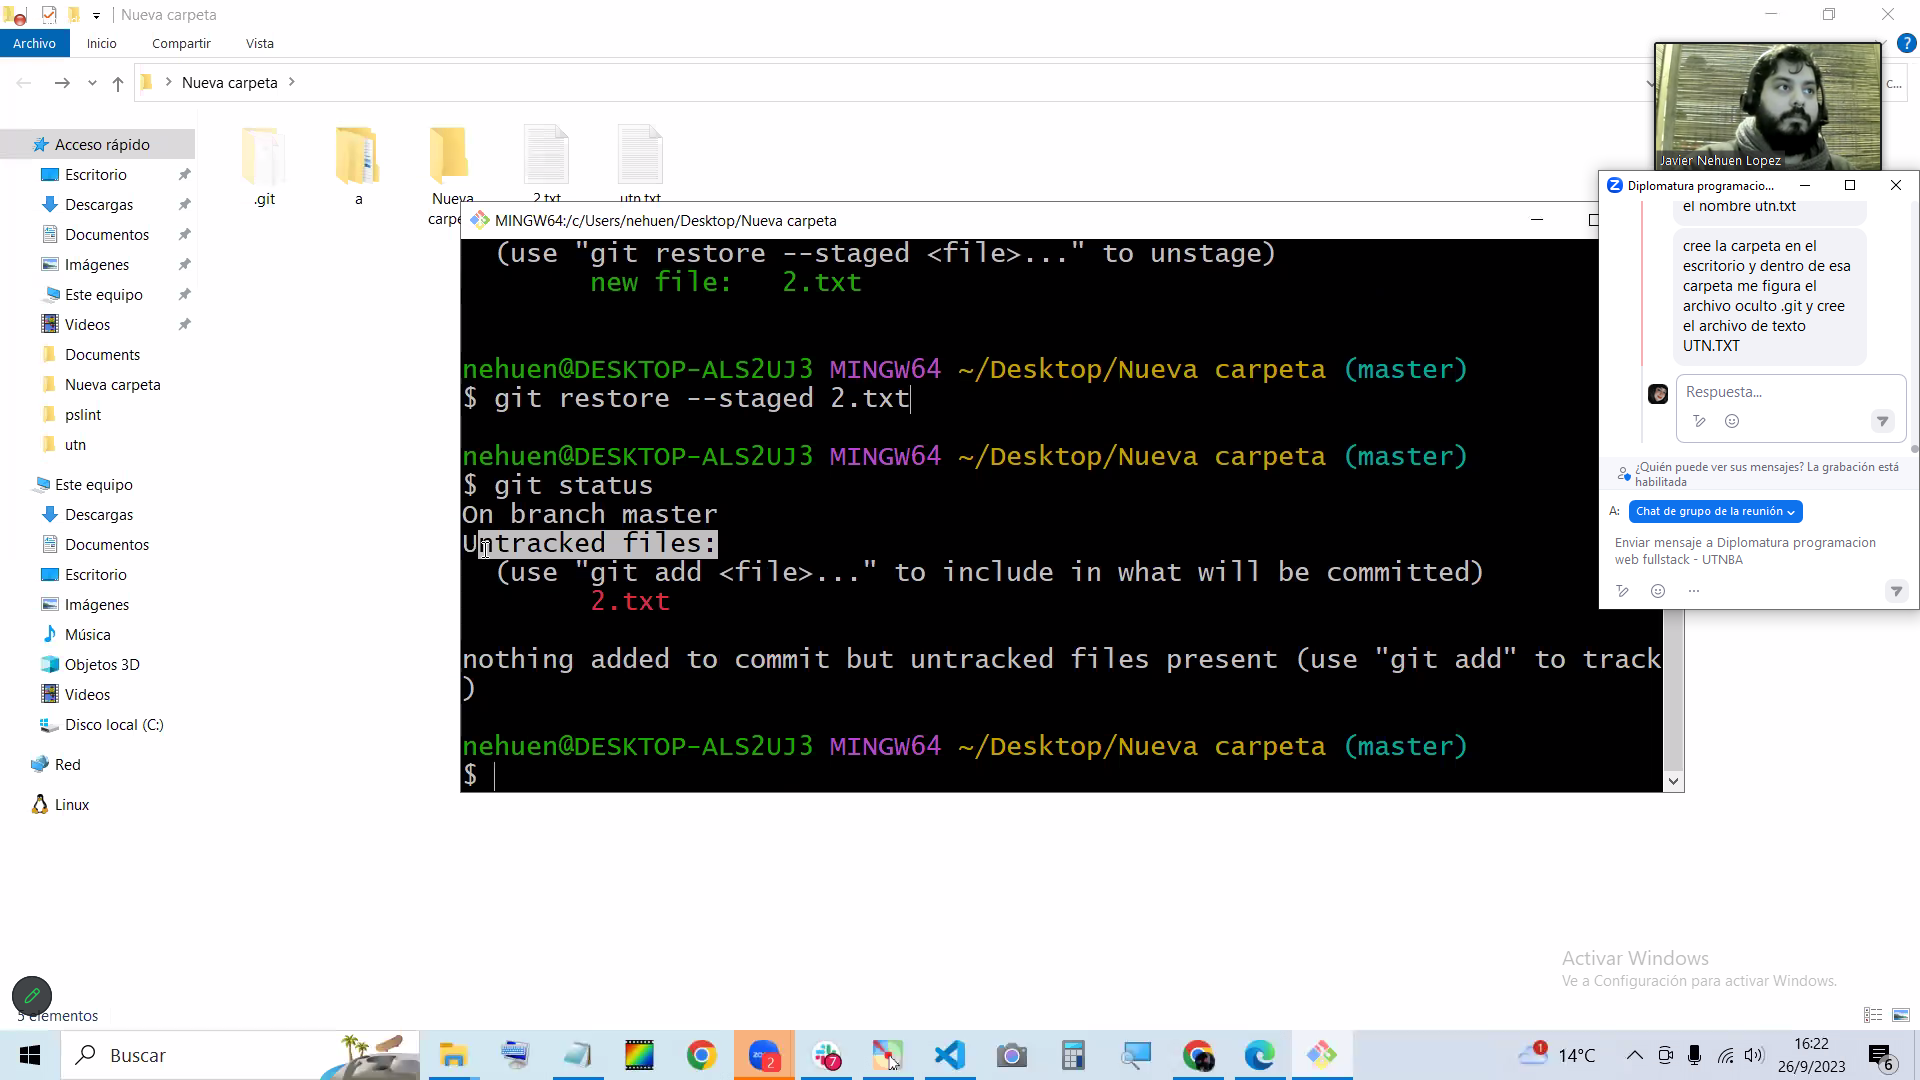 Nueva carpeta
Archivo
Inicio
Compartir
Vista
Nueva carpeta
c...
Acceso rápido
Escritorio
Descargas
Documentos
Imágenes
Este equipo
Videos
Documents
Nueva carpeta
pslint
utn
Este equipo
Descargas
Documentos
Escritorio
Imágenes
Música
Objetos 3D
Videos
Disco local (C:)
Red
Linux
.git
a
Nueva
2.txt
utn.txt
MINGW64:/c/Users/nehuen/Desktop/Nueva carpeta
(use "git restore --staged <file>..." to unstage)
new file:   2.txt
nehuen@DESKTOP-ALS2UJ3 MINGW64 ~/Desktop/Nueva carpeta (master)
$ git restore --staged 2.txt
nehuen@DESKTOP-ALS2UJ3 MINGW64 ~/Desktop/Nueva carpeta (master)
$ git status
On branch master
Untracked files:
(use "git add <file>..." to include in what will be committed)
2.txt
nothing added to commit but untracked files present (use "git add" to track
)
nehuen@DESKTOP-ALS2UJ3 MINGW64 ~/Desktop/Nueva carpeta (master)
$
Javier Nehuen Lopez
Diplomatura programacio...
el nombre utn.txt
cree la carpeta en el
escritorio y dentro de esa
carpeta me figura el
archivo oculto .git y cree
el archivo de texto
UTN.TXT
Respuesta...
¿Quién puede ver sus mensajes? La grabación está
habilitada
A:
Chat de grupo de la reunión
Enviar mensaje a Diplomatura programacion
web fullstack - UTNBA
...
Activar Windows
Ve a Configuración para activar Windows.
5 elementos
Buscar
2
7
1
14°C
16:22
26/9/2023
6